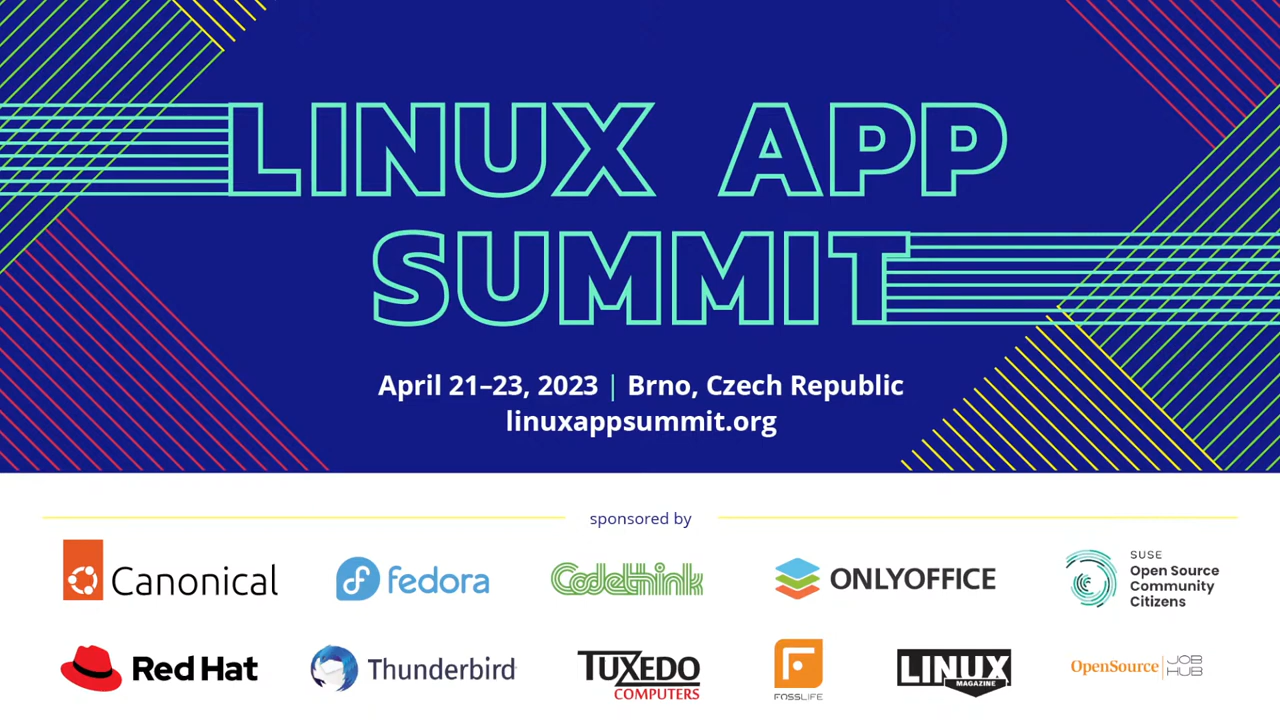 LINUX APP
SUMMIT
April 21–23, 2023 | Brno, Czech Republic
linuxappsummit.org
sponsored by
Canonical
fedora
Codethink
ONLYOFFICE
SUSE
Open Source
Community
Citizens
Red Hat
Thunderbird
TUXEDO
COMPUTERS
FOSSLIFE
LINUX
MAGAZINE
OpenSource
JOB
HUB